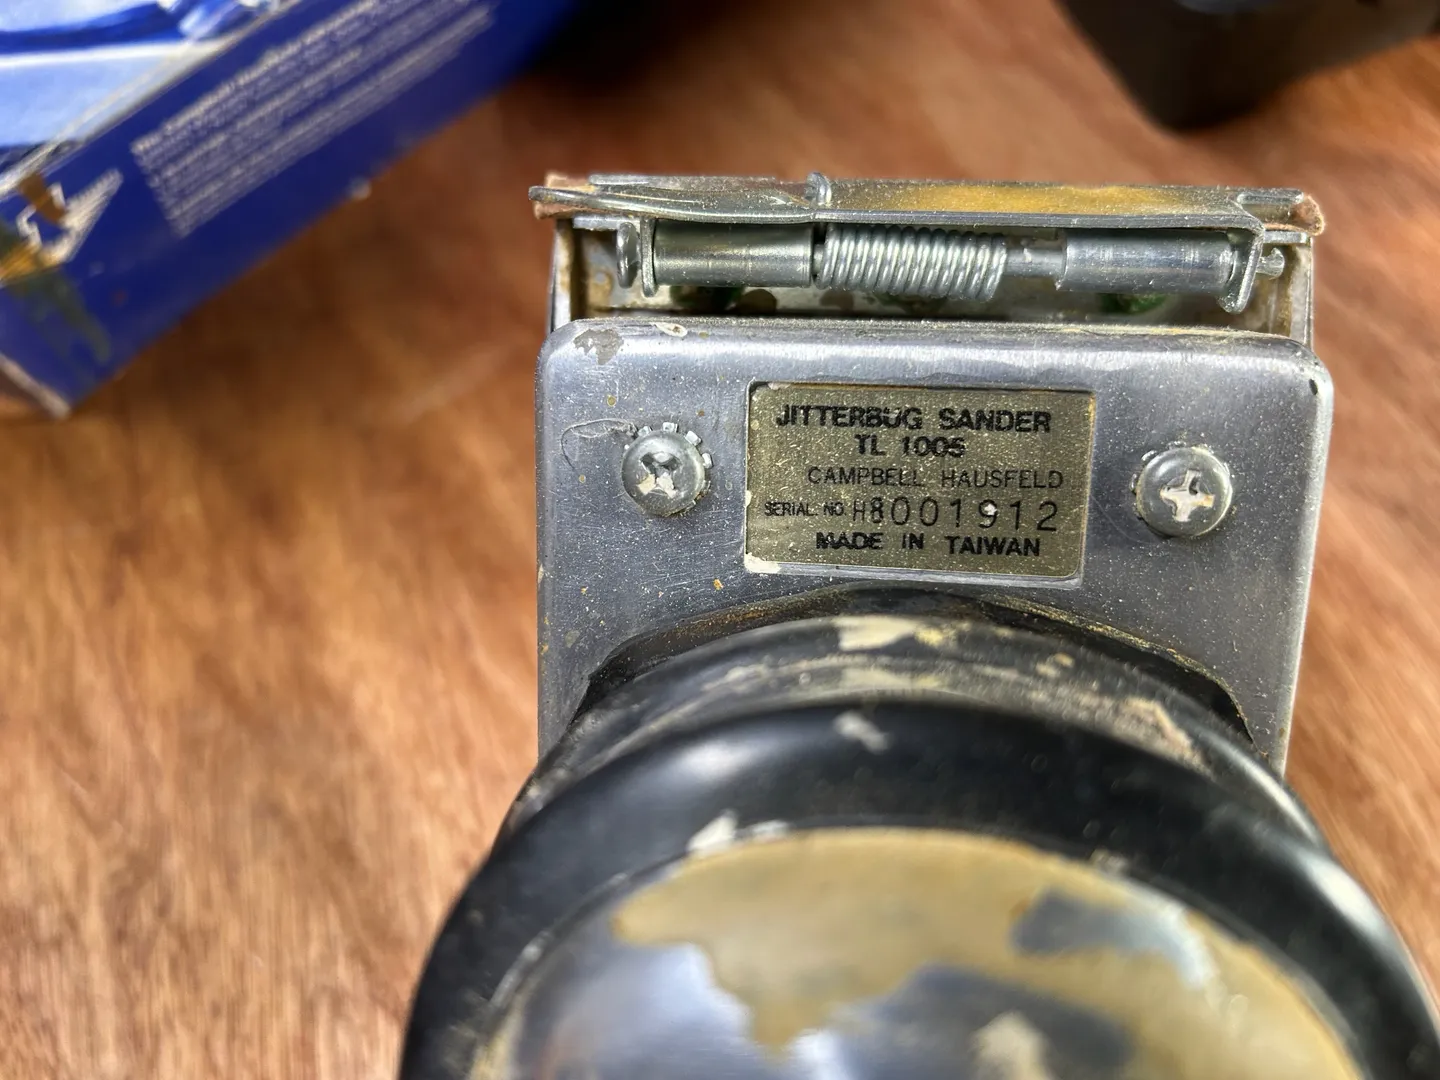 JITTERBUG SANDER
TL 1005
CAMPBELL HAUSFELD
SERIAL NO. H8001912
MADE IN TAIWAN